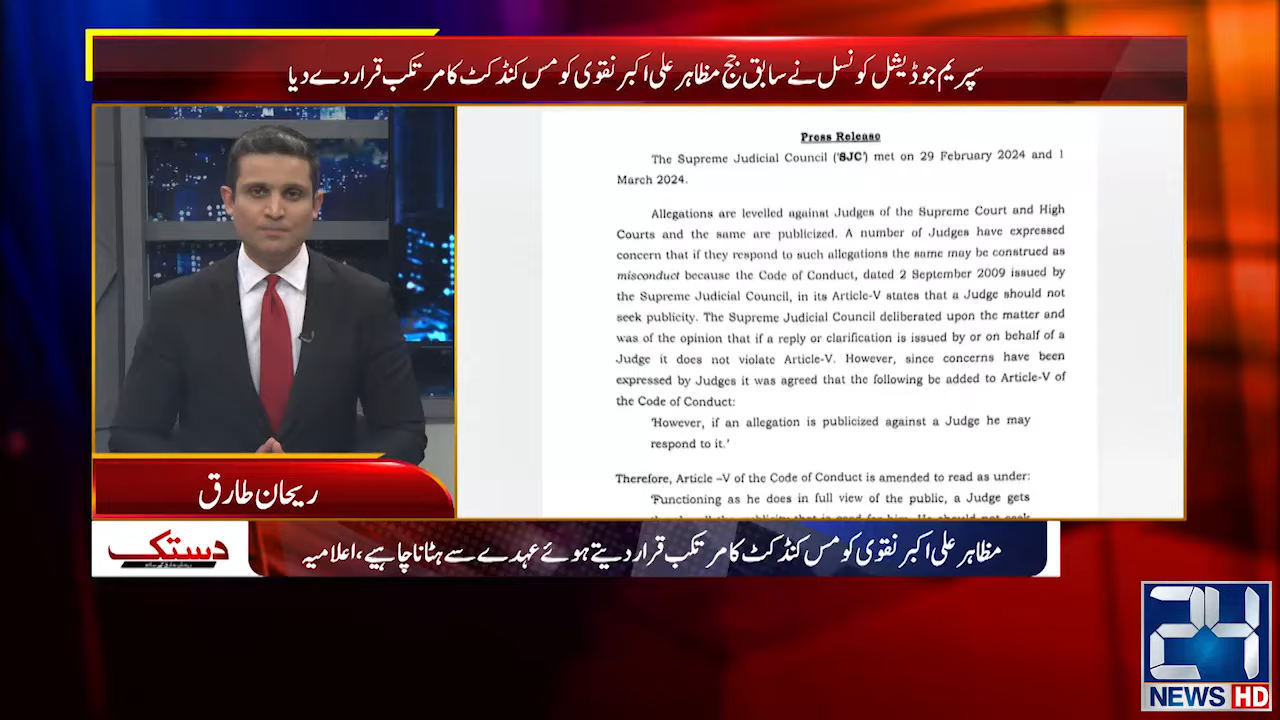 سپریم جوڈیشل کونسل نے سابق جج مظاہر علی اکبر نقوی کو مس کنڈکٹ کا مرتکب قرار دے دیا
Press Release
The Supreme Judicial Council ('SJC') met on 29 February 2024 and 1
March 2024.
Allegations are levelled against Judges of the Supreme Court and High
Courts and the same are publicized. A number of Judges have expressed
concern that if they respond to such allegations the same may be construed as
misconduct because the Code of Conduct, dated 2 September 2009 issued by
the Supreme Judicial Council, in its Article-V states that a Judge should not
seek publicity. The Supreme Judicial Council deliberated upon the matter and
was of the opinion that if a reply or clarification is issued by or on behalf of a
Judge it does not violate Article-V. However, since concerns have been
expressed by Judges it was agreed that the following be added to Article-V of
the Code of Conduct:
'However, if an allegation is publicized against a Judge he may
respond to it.'
Therefore, Article –V of the Code of Conduct is amended to read as under:
'Functioning as he does in full view of the public, a Judge gets
ریحان طارق
دستک
مظاہر علی اکبر نقوی کو مس کنڈکٹ کا مرتکب قرار دیتے ہوئے عہدے سے ہٹانا چاہیے، اعلامیہ
24
NEWS HD